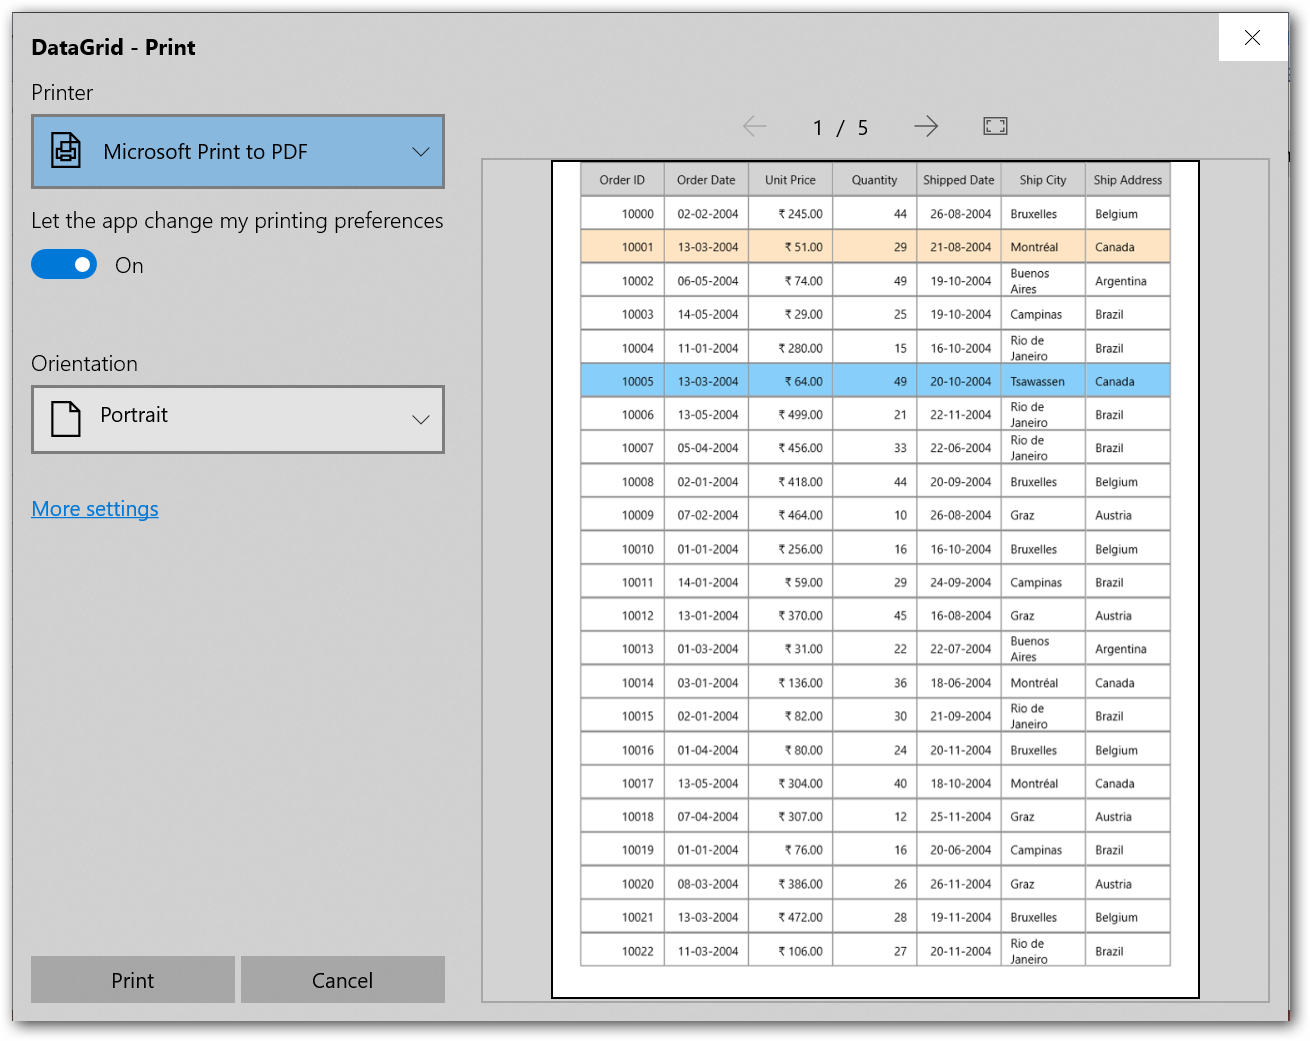 DataGrid - Print
Printer
Microsoft Print to PDF
Let the app change my printing preferences
On
Orientation
Portrait
More settings
Print Cancel
1 / 5
Order ID Order Date Unit Price Quantity Shipped Date Ship City Ship Address
10000 02-02-2004 ₹ 245.00 44 26-08-2004 Bruxelles Belgium
10001 13-03-2004 ₹ 51.00 29 21-08-2004 Montréal Canada
10002 06-05-2004 ₹ 74.00 49 19-10-2004 Buenos Aires Argentina
10003 14-05-2004 ₹ 29.00 25 19-10-2004 Campinas Brazil
10004 11-01-2004 ₹ 280.00 15 16-10-2004 Rio de Janeiro Brazil
10005 13-03-2004 ₹ 64.00 49 20-10-2004 Tsawassen Canada
10006 13-05-2004 ₹ 499.00 21 22-11-2004 Rio de Janeiro Brazil
10007 05-04-2004 ₹ 456.00 33 22-06-2004 Rio de Janeiro Brazil
10008 02-01-2004 ₹ 418.00 44 20-09-2004 Bruxelles Belgium
10009 07-02-2004 ₹ 464.00 10 26-08-2004 Graz Austria
10010 01-01-2004 ₹ 256.00 16 16-10-2004 Bruxelles Belgium
10011 14-01-2004 ₹ 59.00 29 24-09-2004 Campinas Brazil
10012 13-01-2004 ₹ 370.00 45 16-08-2004 Graz Austria
10013 01-03-2004 ₹ 31.00 22 22-07-2004 Buenos Aires Argentina
10014 03-01-2004 ₹ 136.00 36 18-06-2004 Montréal Canada
10015 02-01-2004 ₹ 82.00 30 21-09-2004 Rio de Janeiro Brazil
10016 01-04-2004 ₹ 80.00 24 20-11-2004 Bruxelles Belgium
10017 13-05-2004 ₹ 304.00 40 18-10-2004 Montréal Canada
10018 07-04-2004 ₹ 307.00 12 25-11-2004 Graz Austria
10019 01-01-2004 ₹ 76.00 16 20-06-2004 Campinas Brazil
10020 08-03-2004 ₹ 386.00 26 26-11-2004 Graz Austria
10021 13-03-2004 ₹ 472.00 28 19-11-2004 Bruxelles Belgium
10022 11-03-2004 ₹ 106.00 27 20-11-2004 Rio de Janeiro Brazil